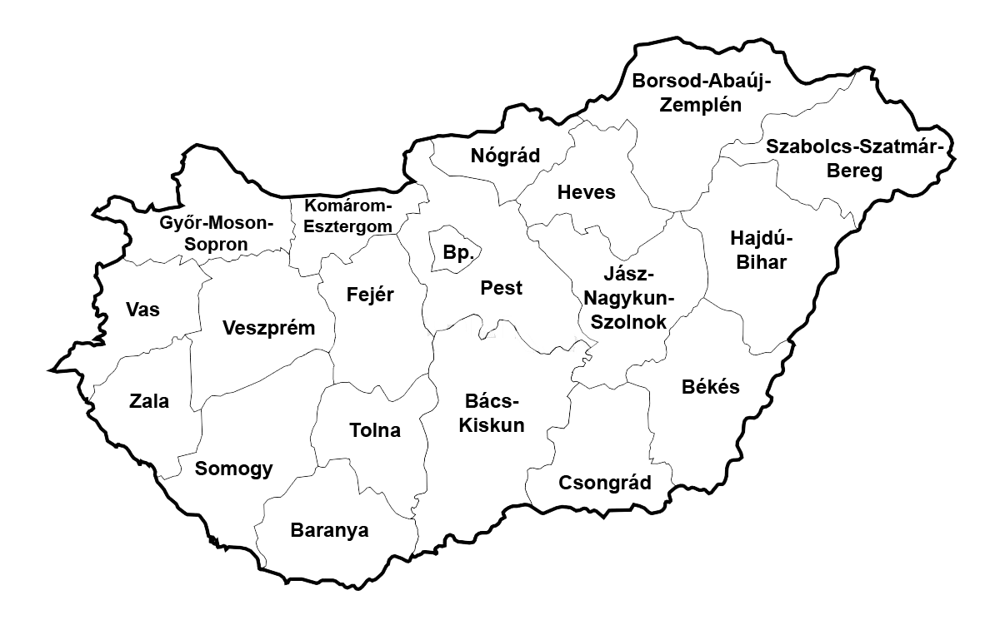 Borsod-Abaúj-
Zemplén
Szabolcs-Szatmár-
Bereg
Nógrád
Heves
Komárom-
Esztergom
Győr-Moson-
Sopron
Hajdú-
Bihar
Bp.
Pest
Jász-
Nagykun-
Szolnok
Fejér
Vas
Veszprém
Zala
Békés
Bács-
Kiskun
Tolna
Somogy
Csongrád
Baranya